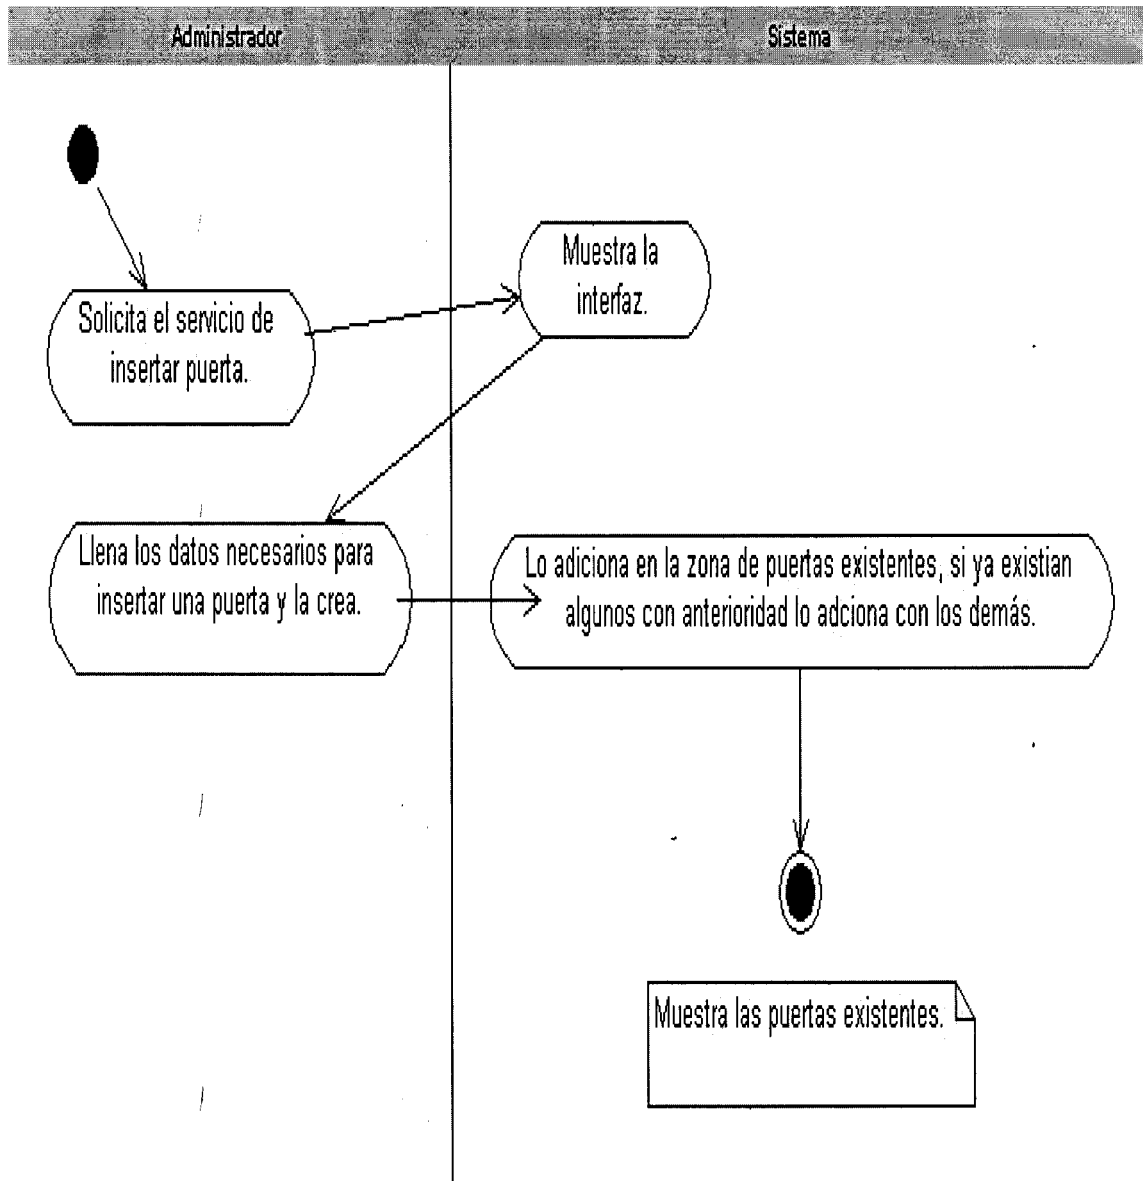 Administrador
Sistema
Muestra la
interfaz.
Solicita el servicio de
insertar puerta.
Llena los datos necesarios para
insertar una puerta y la crea.
Lo adiciona en la zona de puertas existentes, si ya existian
algunos con anterioridad lo adciona con los demás.
Muestra las puertas existentes.